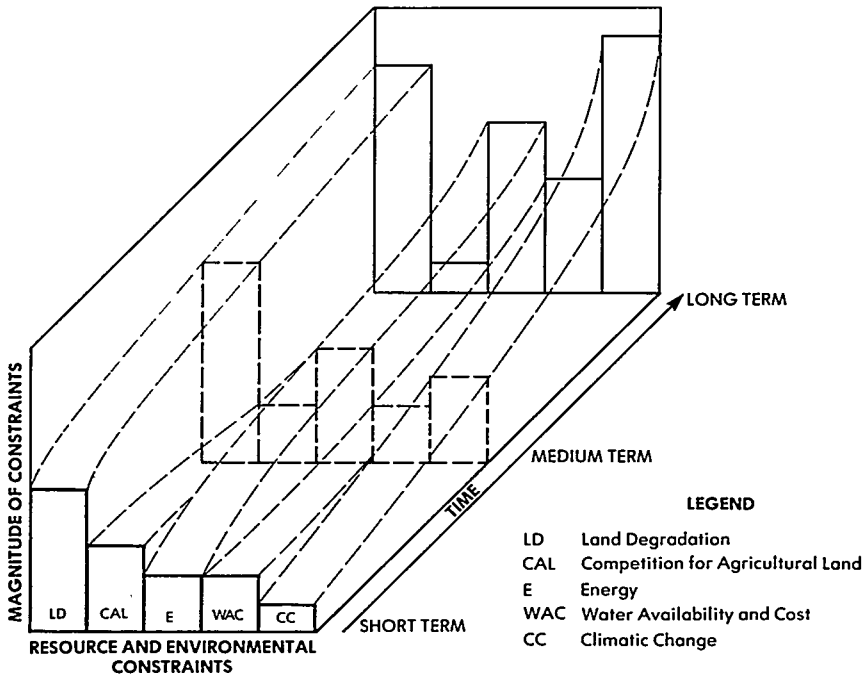 LONG TERM
MEDIUM TERM
TIME
SHORT TERM
MAGNITUDE OF CONSTRAINTS
LD
CAL
E
WAC
CC
RESOURCE AND ENVIRONMENTAL
CONSTRAINTS
LEGEND
LD Land Degradation
CAL Competition for Agricultural Land
E Energy
WAC Water Availability and Cost
CC Climatic Change